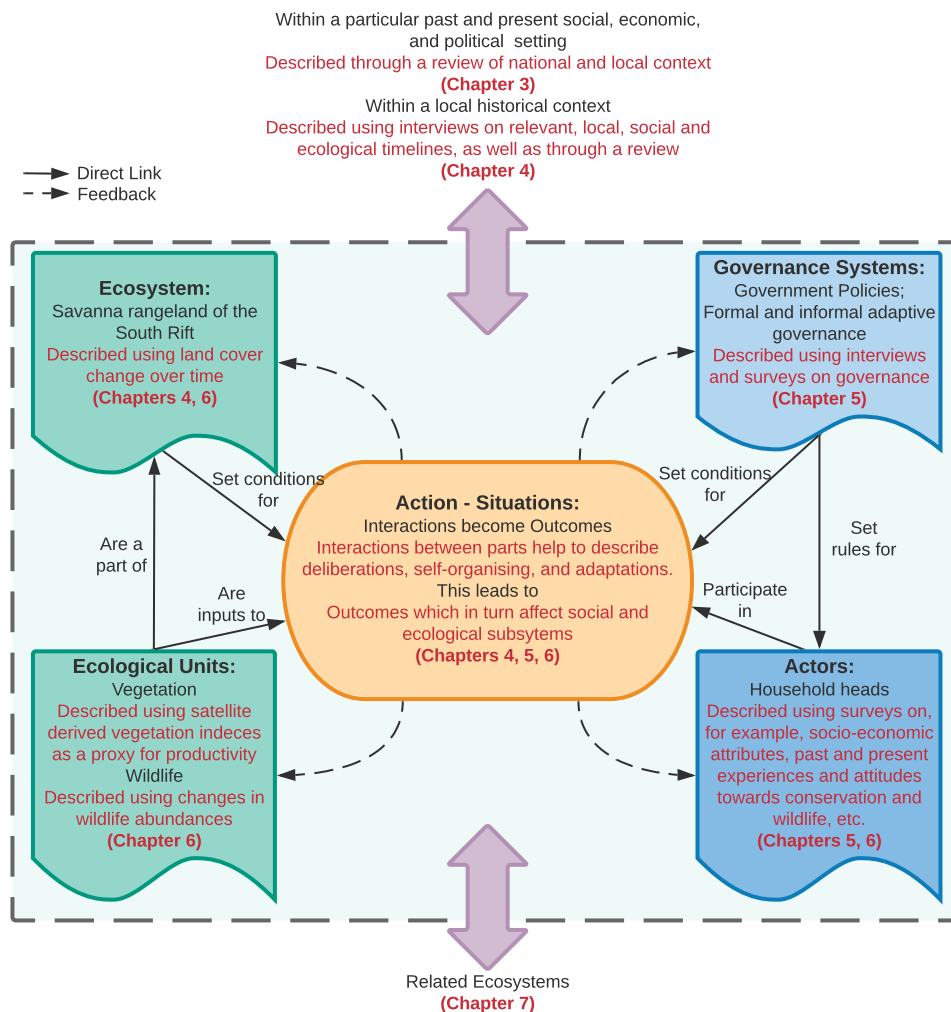 Within a particular past and present social, economic,
and political setting
Described through a review of national and local context
(Chapter 3)
Within a local historical context
Described using interviews on relevant, local, social and
ecological timelines, as well as through a review
(Chapter 4)
Direct Link
Feedback
Ecosystem:
Savanna rangeland of the
South Rift
Described using land cover
change over time
(Chapters 4, 6)
Governance Systems:
Government Policies;
Formal and informal adaptive
governance
Described using interviews
and surveys on governance
(Chapter 5)
Set conditions
for
Set conditions
for
Are a
part of
Set
rules for
Are
inputs to
Participate
in
Action - Situations:
Interactions become Outcomes
Interactions between parts help to describe
deliberations, self-organising, and adaptations.
This leads to
Outcomes which in turn affect social and
ecological subsytems
(Chapters 4, 5, 6)
Ecological Units:
Vegetation
Described using satellite
derived vegetation indeces
as a proxy for productivity
Wildlife
Described using changes in
wildlife abundances
(Chapter 6)
Actors:
Household heads
Described using surveys on,
for example, socio-economic
attributes, past and present
experiences and attitudes
towards conservation and
wildlife, etc.
(Chapters 5, 6)
Related Ecosystems
(Chapter 7)